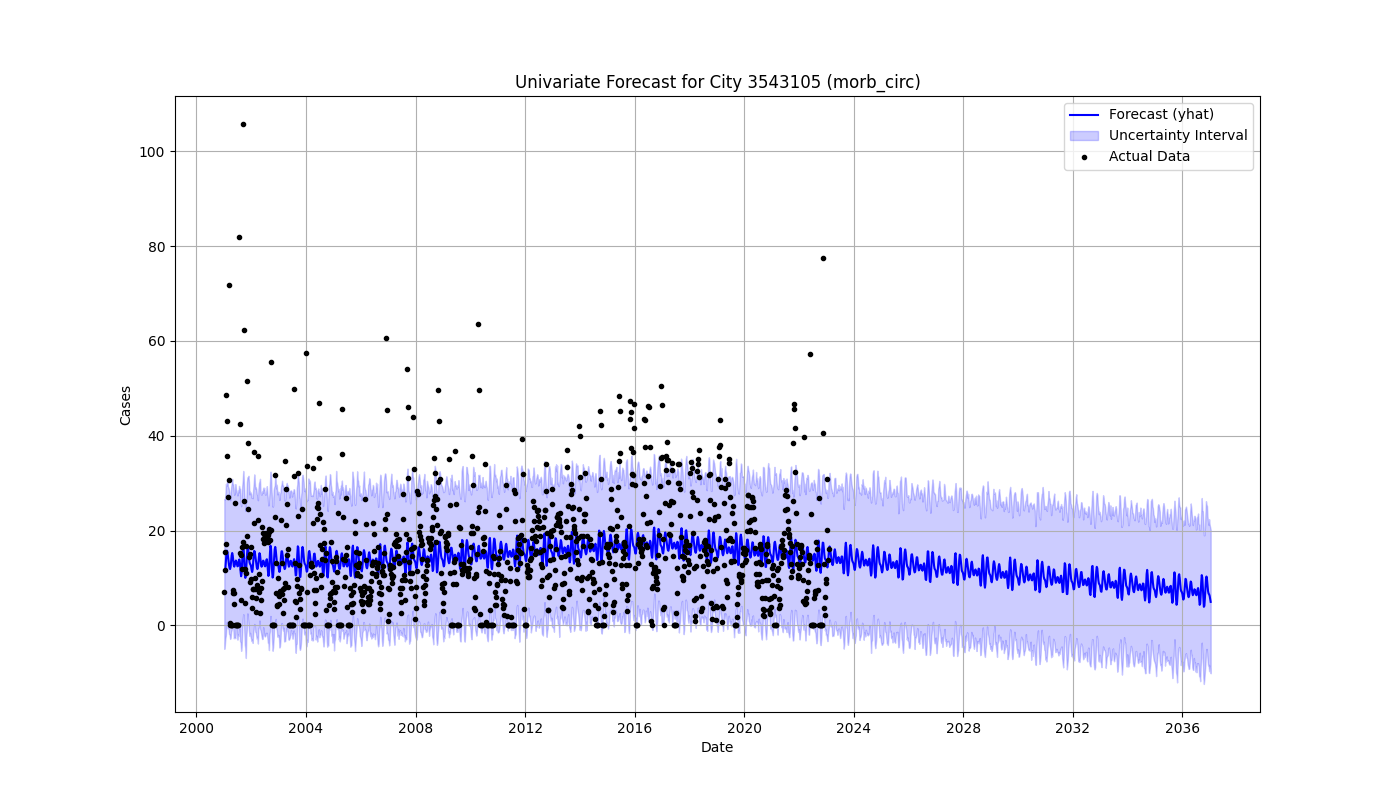 Univariate Forecast for City 3543105 (morb_circ)
Forecast (yhat)
Uncertainty Interval
Actual Data
100
80
60
40
20
0
Cases
2000 2004 2008 2012 2016 2020 2024 2028 2032 2036
Date